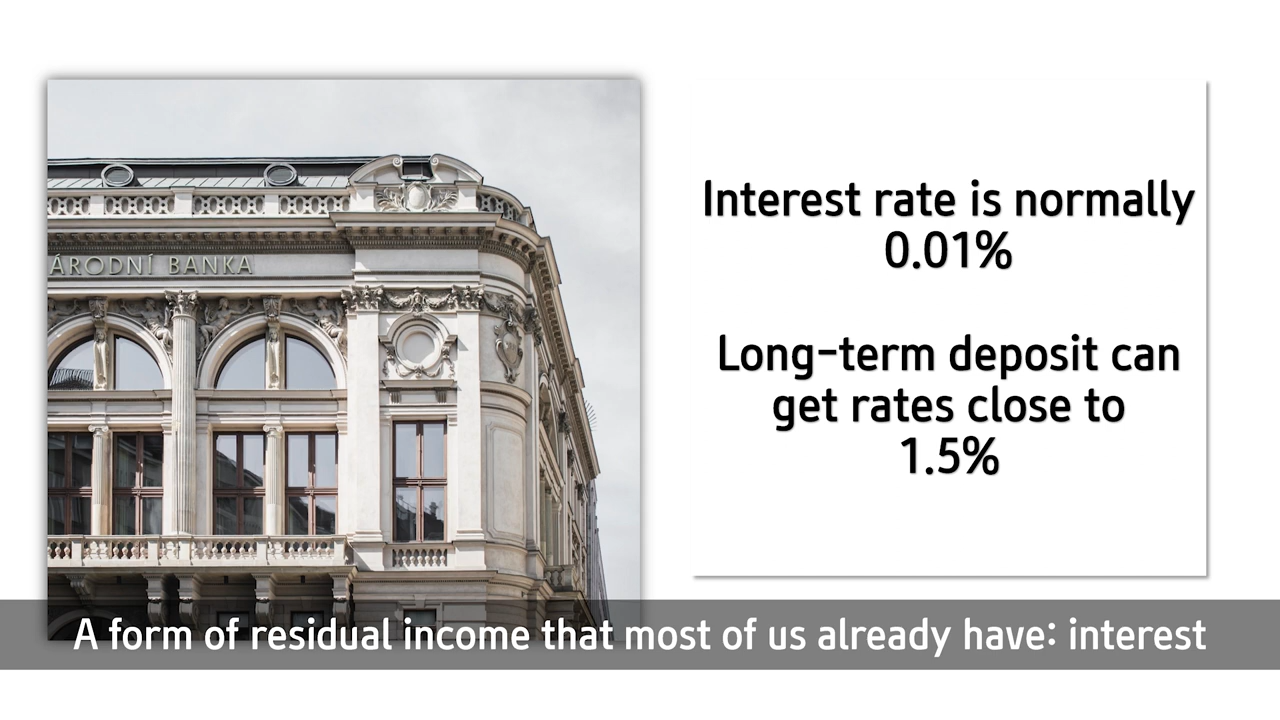 ÁRODNÍ BANKA
Interest rate is normally
0.01%
Long-term deposit can
get rates close to
1.5%
A form of residual income that most of us already have: interest